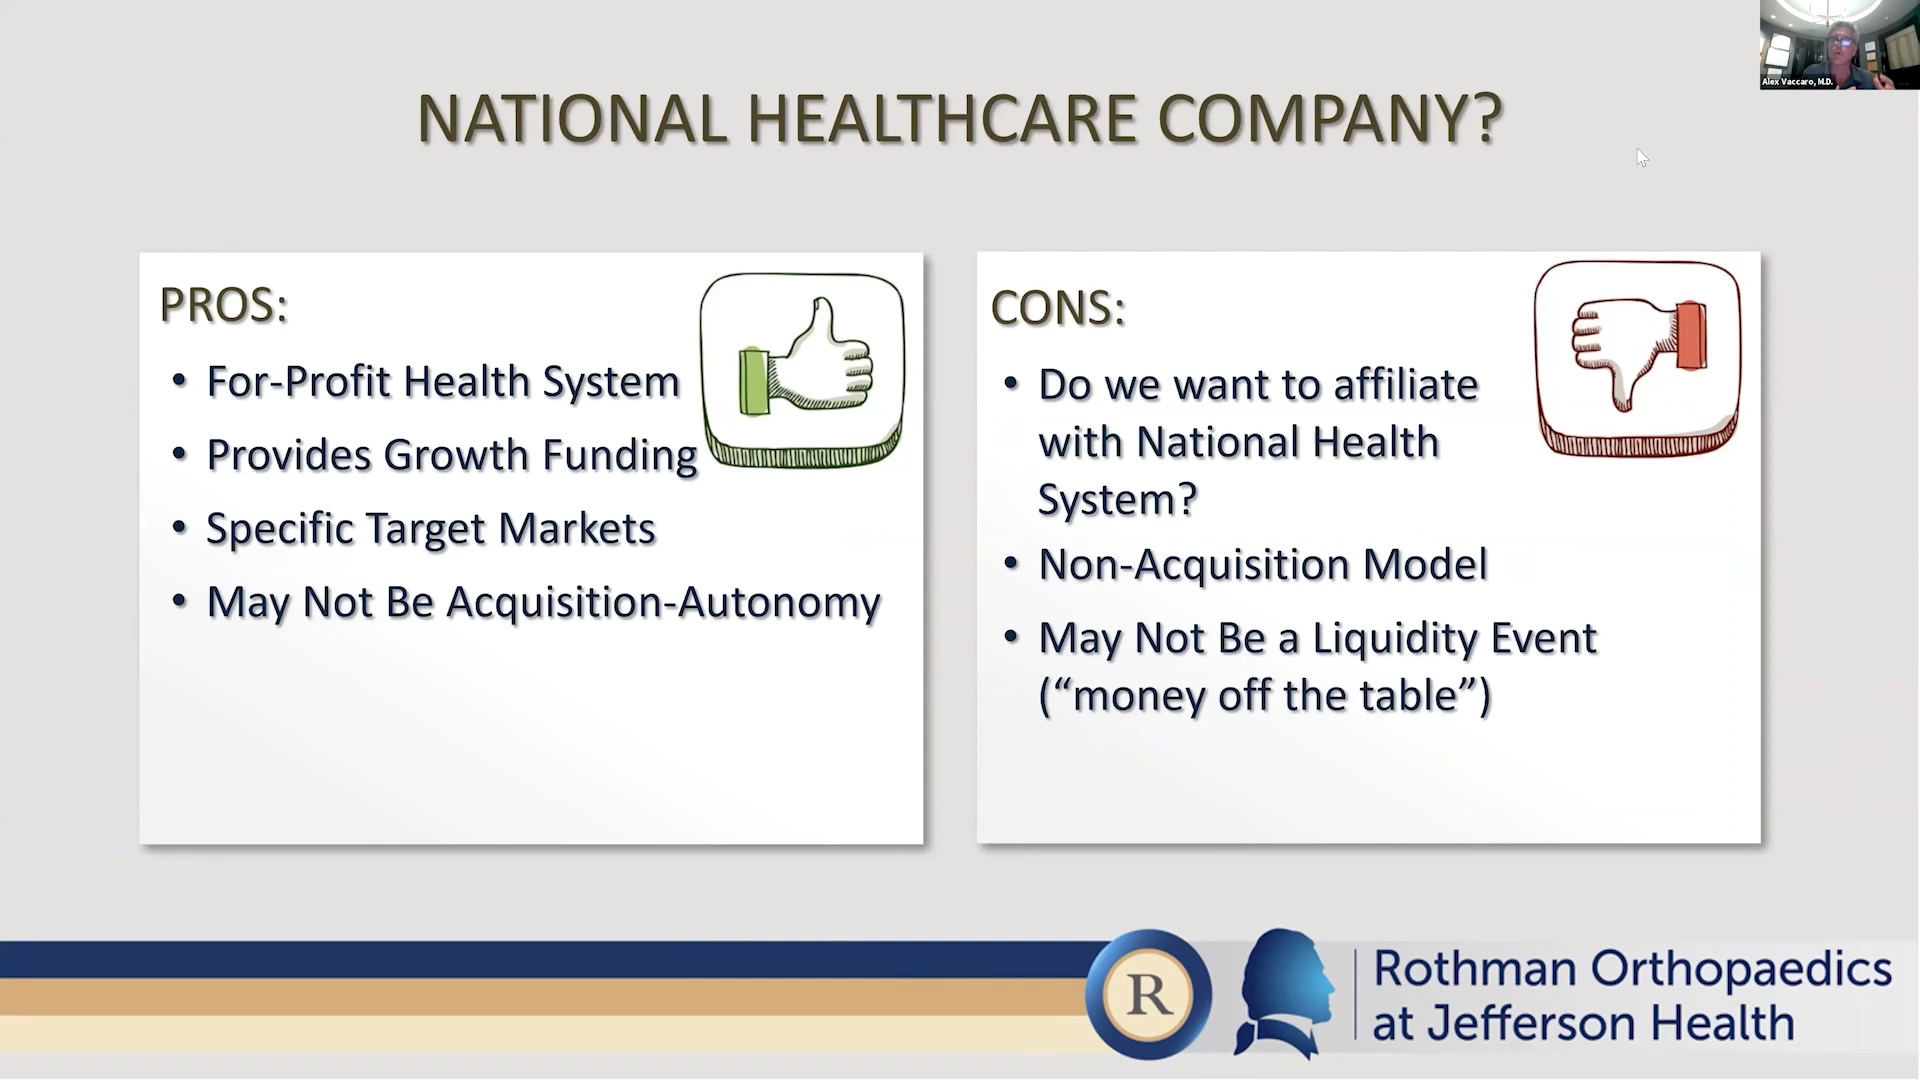 Alex Vaccaro, M.D.
NATIONAL HEALTHCARE COMPANY?
PROS:
• For-Profit Health System
• Provides Growth Funding
• Specific Target Markets
• May Not Be Acquisition-Autonomy
CONS:
• Do we want to affiliate
with National Health
System?
• Non-Acquisition Model
• May Not Be a Liquidity Event
(“money off the table”)
R
Rothman Orthopaedics
at Jefferson Health